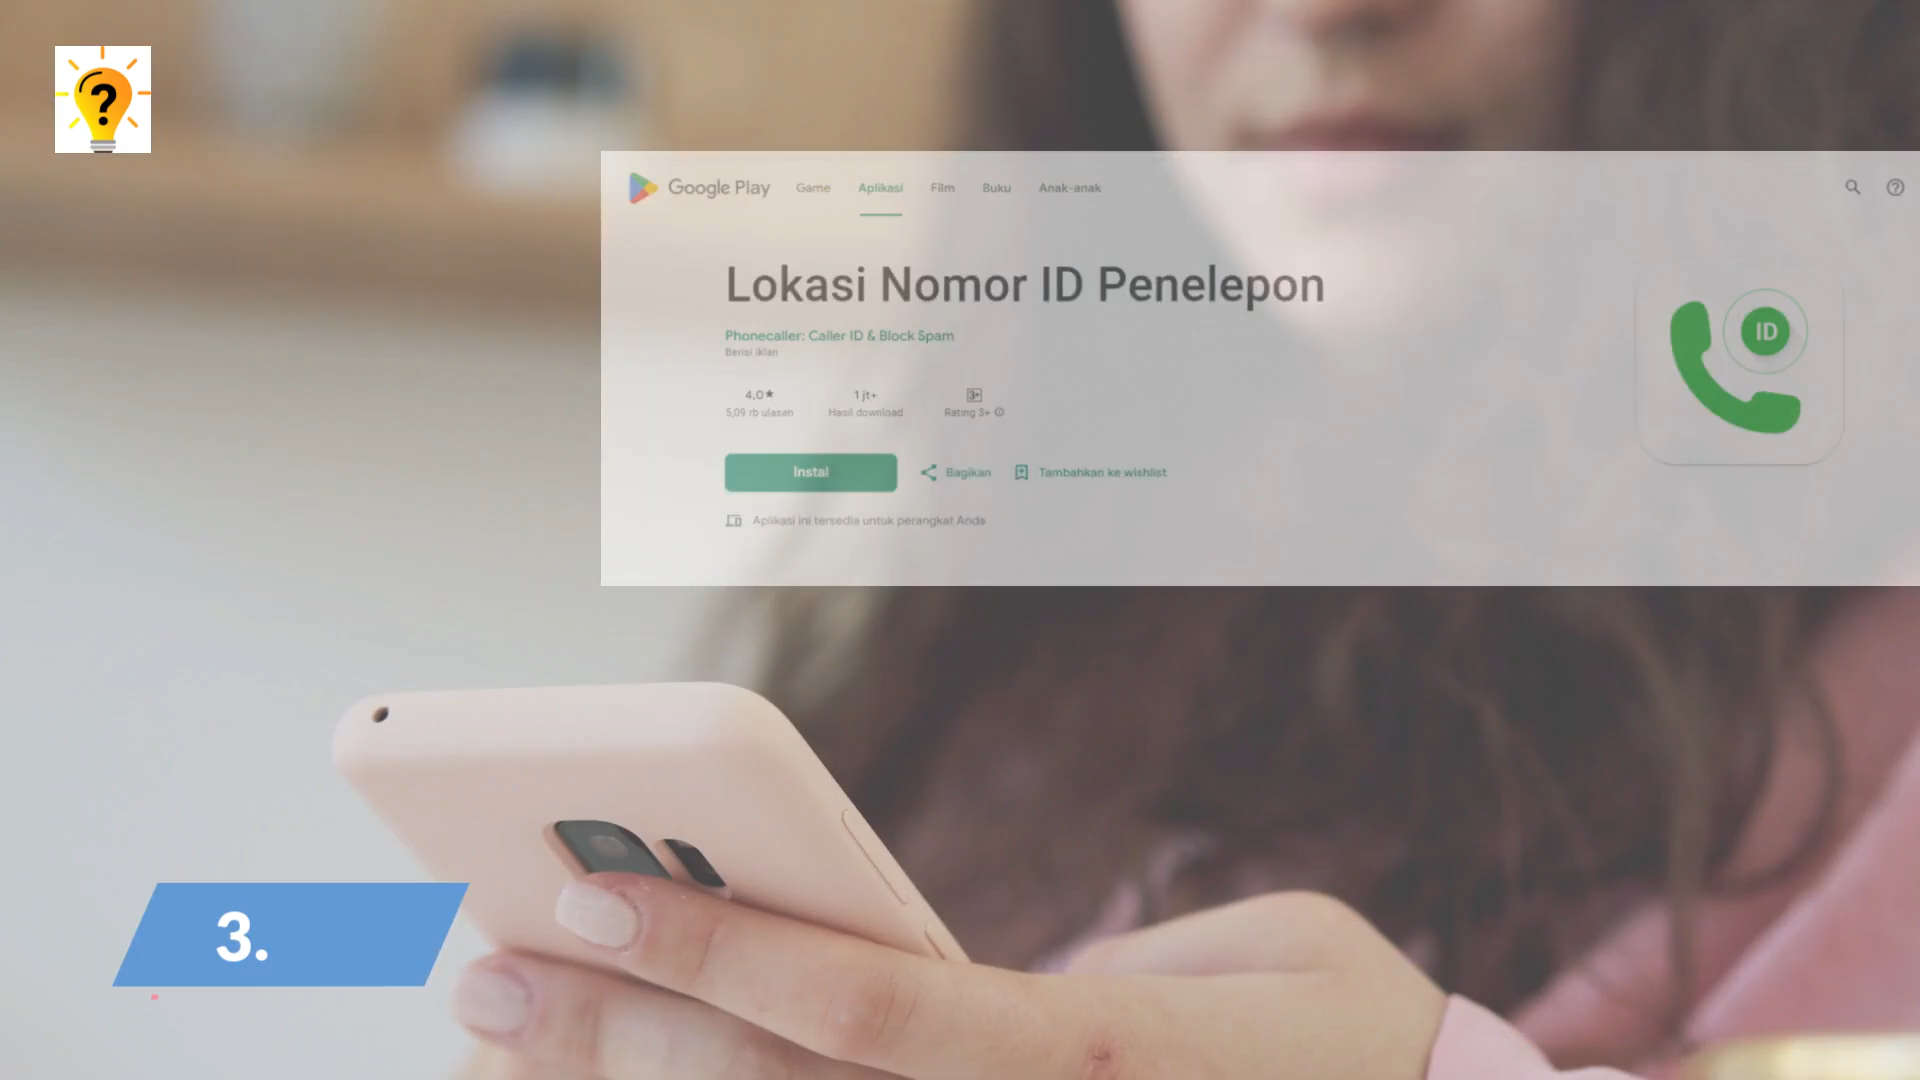 ?
Google Play Game Aplikasi Film Buku Anak-anak
Lokasi Nomor ID Penelepon
ID
Phonecaller: Caller ID & Block Spam
Berisi iklan
4,0★ 1 jt+ 3+
5,09 rb ulasan Hasil download Rating 3+
Instal Bagikan Tambahkan ke wishlist
Aplikasi ini tersedia untuk perangkat Anda
3.